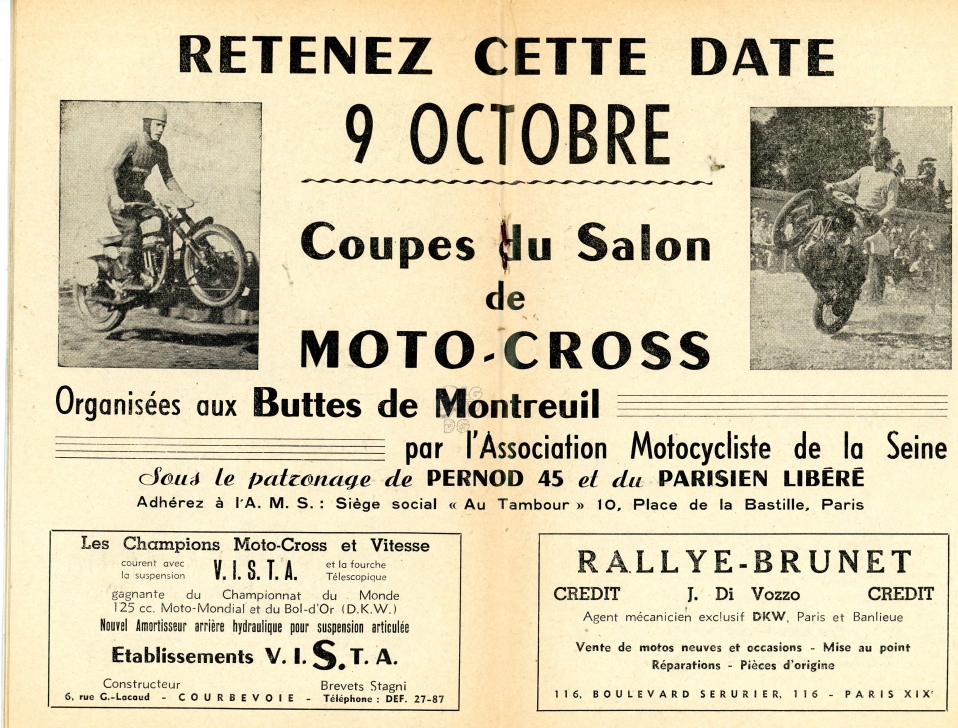 RETENEZ CETTE DATE
9 OCTOBRE
Coupes du Salon
de
MOTO-CROSS
Organisées aux Buttes de Montreuil
par l'Association Motocycliste de la Seine
Sous le patronage de PERNOD 45 et du PARISIEN LIBÉRÉ
Adhérez à l'A. M. S. : Siège social « Au Tambour » 10, Place de la Bastille, Paris
Les Champions Moto-Cross et Vitesse
courent avec la suspension V. I. S. T. A. et la fourche Télescopique
gagnante du Championnat du Monde
125 cc. Moto-Mondial et du Bol-d'Or (D.K.W.)
Nouvel Amortisseur arrière hydraulique pour suspension articulée
Etablissements V. I. S. T. A.
Constructeur Brevets Stagni
6, rue G.-Lacaud - COURBEVOIE - Téléphone : DEF. 27-87
RALLYE-BRUNET
CREDIT J. Di Vozzo CREDIT
Agent mécanicien exclusif DKW, Paris et Banlieue
Vente de motos neuves et occasions - Mise au point
Réparations - Pièces d'origine
116, BOULEVARD SERURIER, 116 - PARIS XIXe